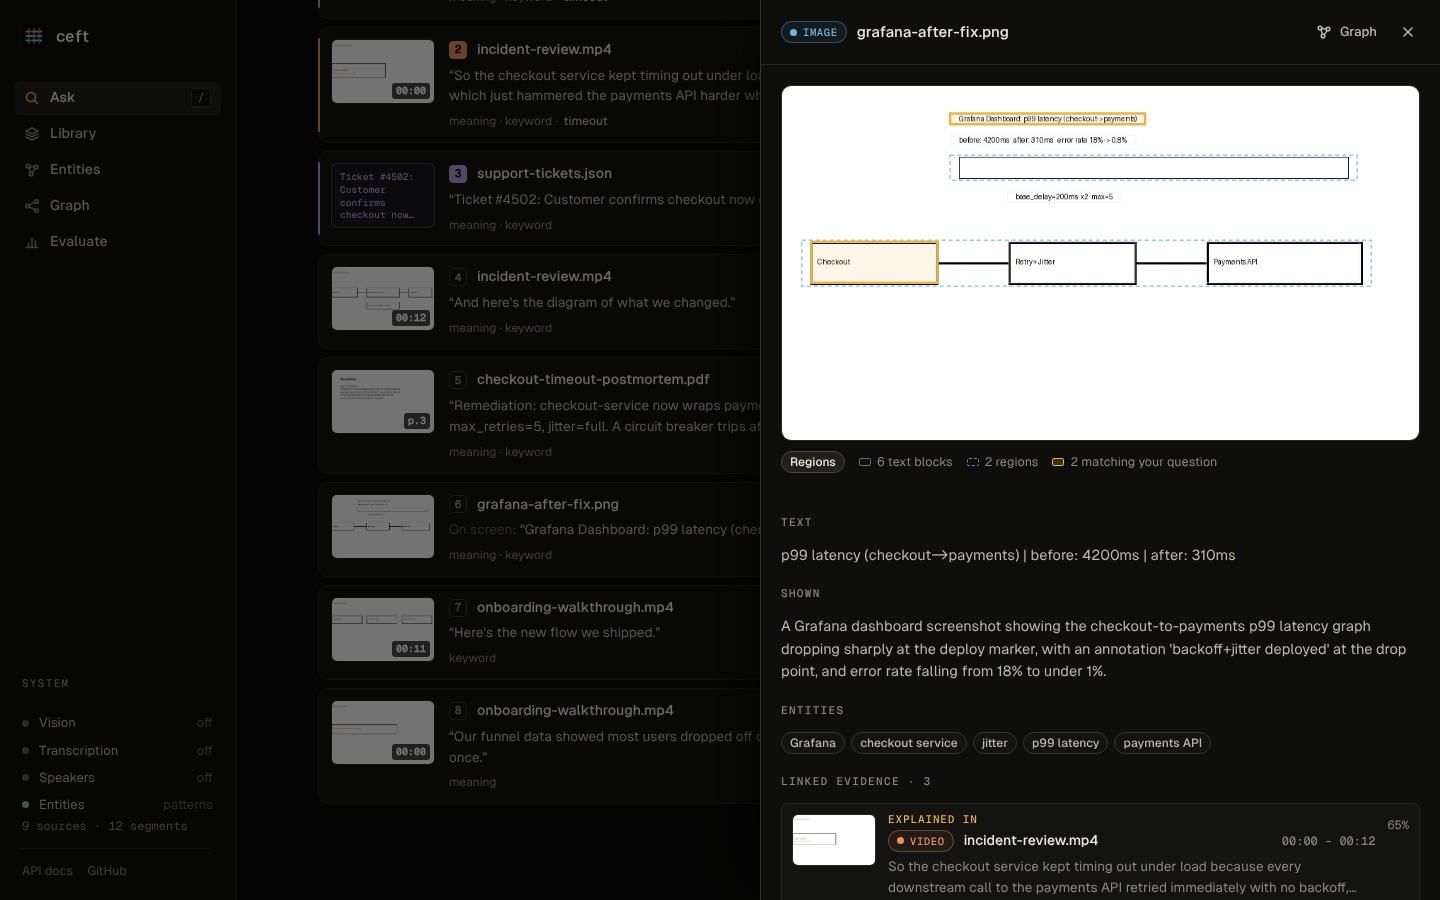 ceft
Ask /
Library
Entities
Graph
Evaluate
SYSTEM
Vision off
Transcription off
Speakers off
Entities patterns
9 sources · 12 segments
API docs GitHub
meaning · keyword · timeout
00:00
2 incident-review.mp4
“So the checkout service kept timing out under loa
which just hammered the payments API harder wh
meaning · keyword · timeout
Ticket #4502:
Customer
confirms
checkout now…
3 support-tickets.json
“Ticket #4502: Customer confirms checkout now
meaning · keyword
00:12
4 incident-review.mp4
“And here's the diagram of what we changed.”
meaning · keyword
p.3
5 checkout-timeout-postmortem.pdf
“Remediation: checkout-service now wraps paym
max_retries=5, jitter=full. A circuit breaker trips af
meaning · keyword
6 grafana-after-fix.png
On screen: “Grafana Dashboard: p99 latency (chec
meaning · keyword
00:11
7 onboarding-walkthrough.mp4
“Here's the new flow we shipped.”
keyword
00:00
8 onboarding-walkthrough.mp4
“Our funnel data showed most users dropped off o
once.”
meaning
IMAGE grafana-after-fix.png Graph
Grafana Dashboard: p99 latency (checkout->payments)
before: 4200ms after: 310ms error rate 18% -> 0.8%
base_delay=200ms x2 max=5
Checkout Retry+Jitter Payments API
Regions 6 text blocks 2 regions 2 matching your question
TEXT
p99 latency (checkout→payments) | before: 4200ms | after: 310ms
SHOWN
A Grafana dashboard screenshot showing the checkout-to-payments p99 latency graph
dropping sharply at the deploy marker, with an annotation 'backoff+jitter deployed' at the drop
point, and error rate falling from 18% to under 1%.
ENTITIES
Grafana checkout service jitter p99 latency payments API
LINKED EVIDENCE · 3
EXPLAINED IN 65%
VIDEO incident-review.mp4 00:00 – 00:12
So the checkout service kept timing out under load because every
downstream call to the payments API retried immediately with no backoff,…